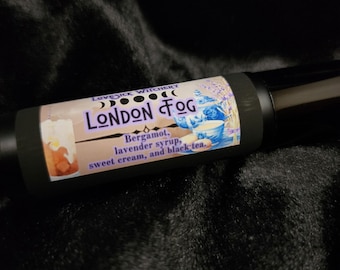 LoveSick Witchery
London Fog
Bergamot,
lavender syrup,
sweet cream, and black tea.